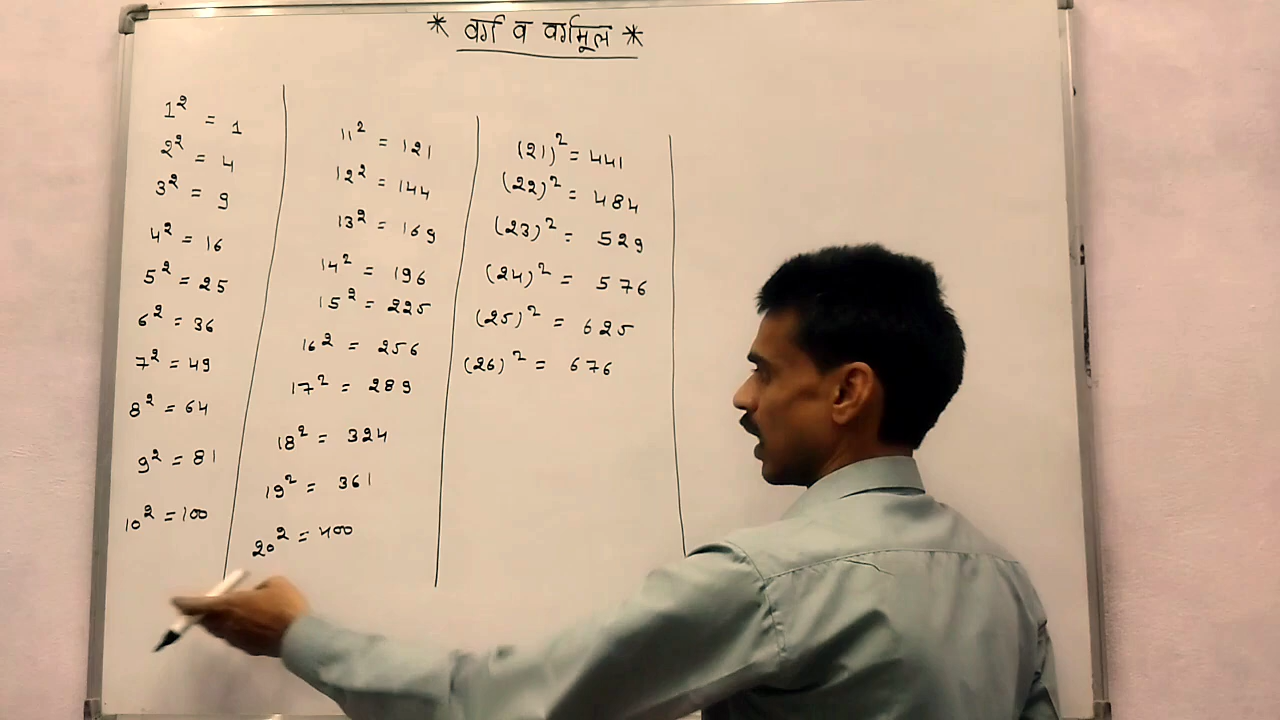 * वर्ग व वर्गमूल *
1² = 1
2² = 4
3² = 9
4² = 16
5² = 25
6² = 36
7² = 49
8² = 64
9² = 81
10² = 100
11² = 121
12² = 144
13² = 169
14² = 196
15² = 225
16² = 256
17² = 289
18² = 324
19² = 361
20² = 400
(21)² = 441
(22)² = 484
(23)² = 529
(24)² = 576
(25)² = 625
(26)² = 676